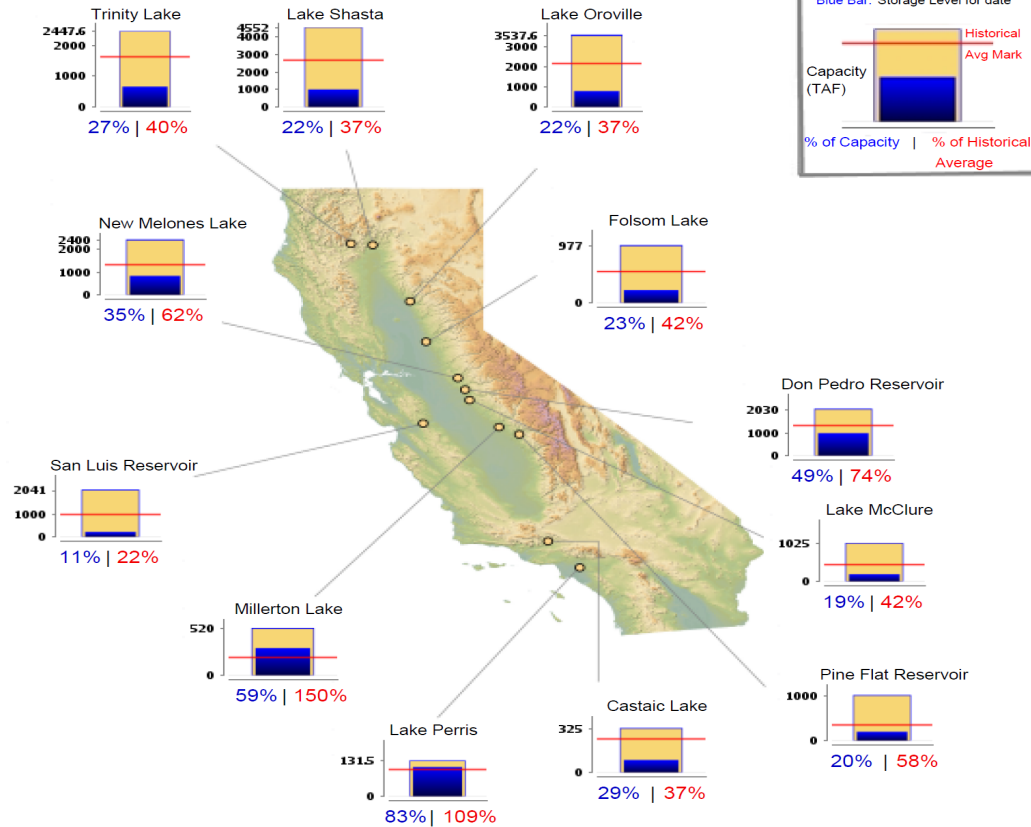 Blue Bar: Storage Level for date
Historical
Avg Mark
Capacity
(TAF)
% of Capacity | % of Historical
Average
Trinity Lake
2447.6
2000
1000
0
27% | 40%
Lake Shasta
4552
4000
3000
2000
1000
0
22% | 37%
Lake Oroville
3537.6
3000
2000
1000
0
22% | 37%
New Melones Lake
2400
2000
1000
0
35% | 62%
Folsom Lake
977
0
23% | 42%
Don Pedro Reservoir
2030
1000
0
49% | 74%
San Luis Reservoir
2041
1000
0
11% | 22%
Lake McClure
1025
0
19% | 42%
Millerton Lake
520
0
59% | 150%
Pine Flat Reservoir
1000
0
20% | 58%
Castaic Lake
325
0
29% | 37%
Lake Perris
131.5
0
83% | 109%